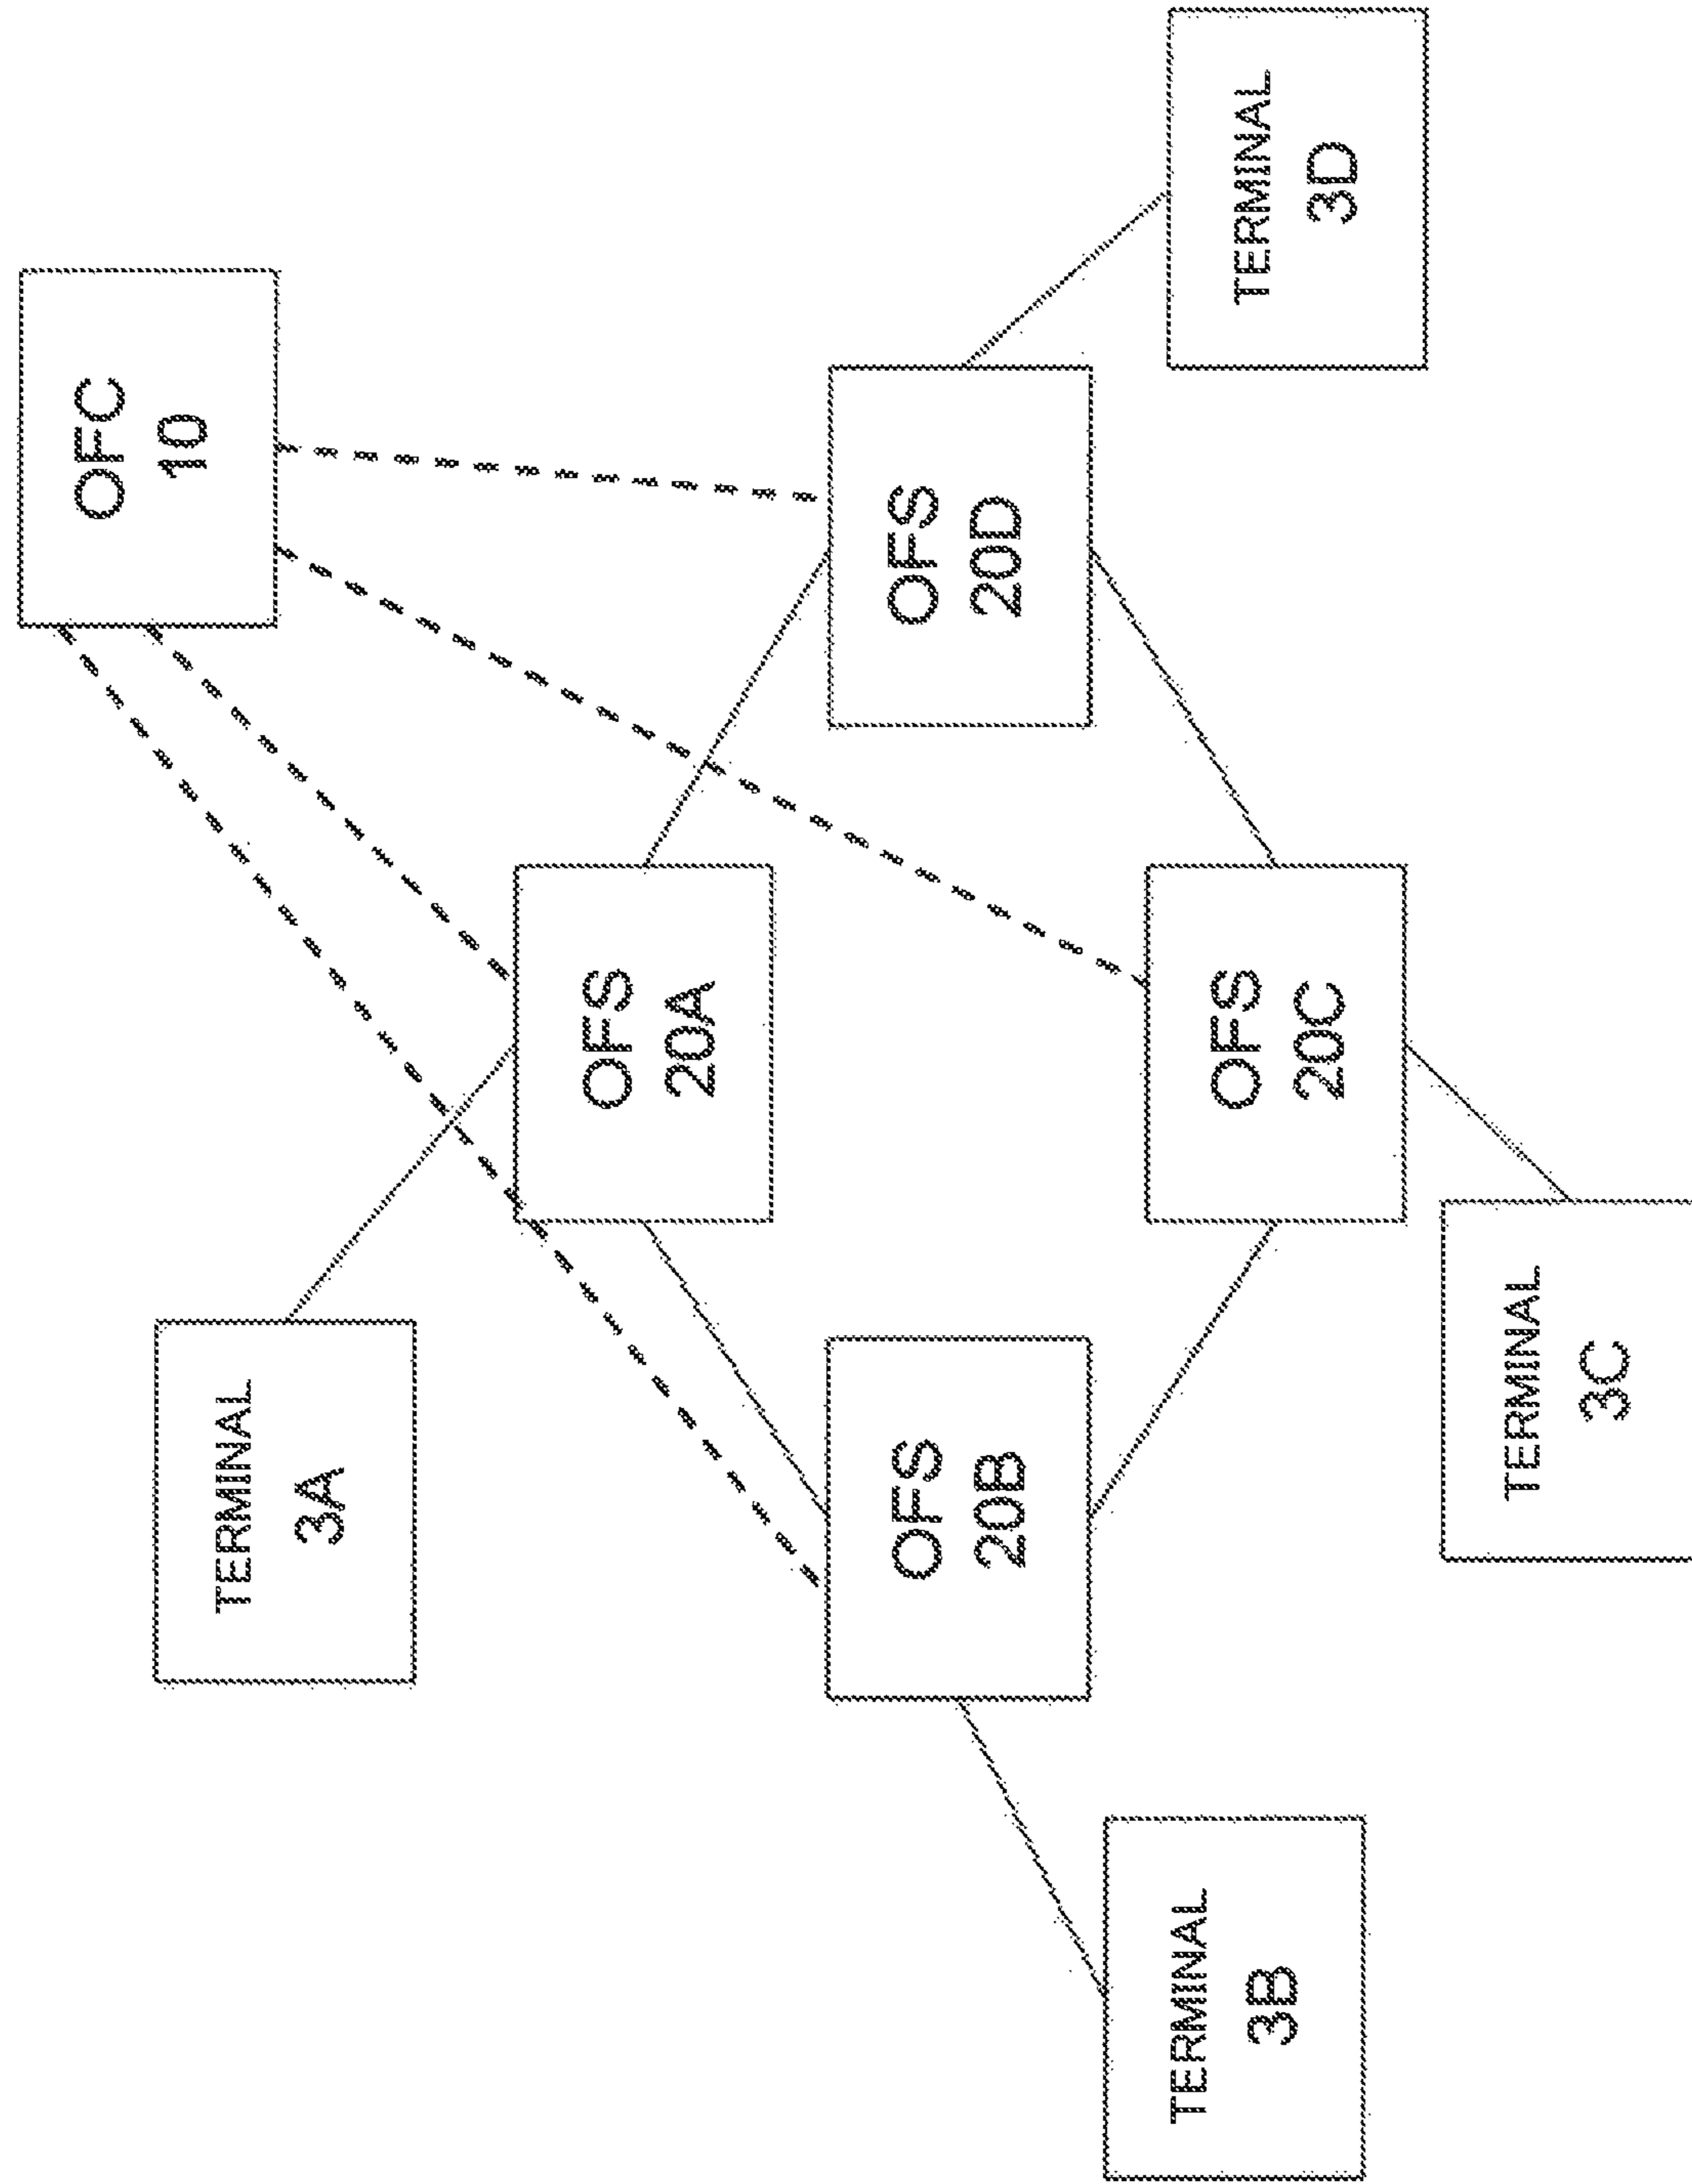 TERMINAL
3A
OFC
10
OFS
20A
TERMINAL
3B
OFS
20B
OFS
20D
TERMINAL
3D
OFS
20C
TERMINAL
3C